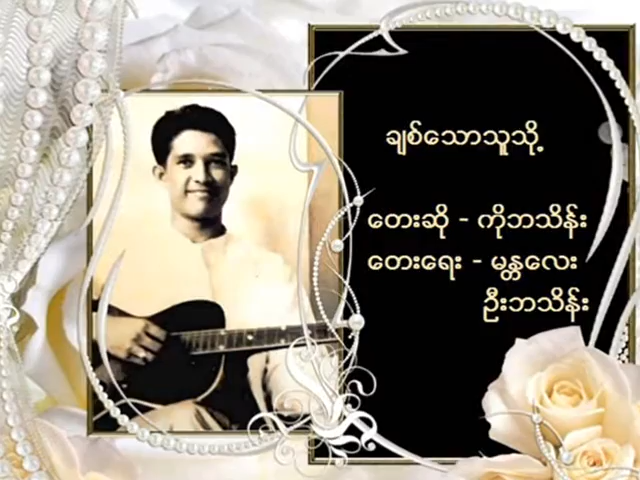 ချစ်သောသူသို့
တေးဆို - ကိုဘသိန်း
တေးရေး - မန္တလေး
ဦးဘသိန်း